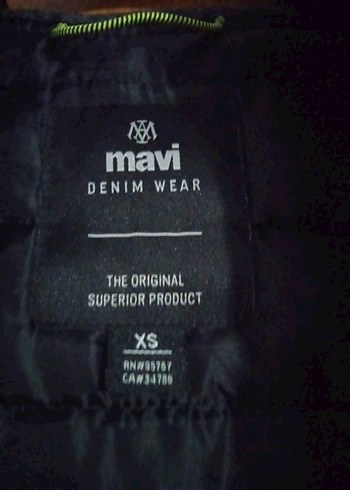 mavi
DENIM WEAR
THE ORIGINAL
SUPERIOR PRODUCT
XS
RN#95767
CA#34786